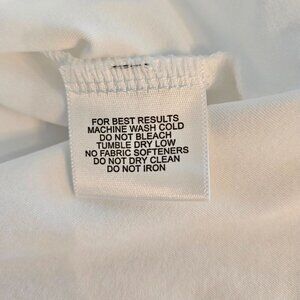 FOR BEST RESULTS
MACHINE WASH COLD
DO NOT BLEACH
TUMBLE DRY LOW
NO FABRIC SOFTENERS
DO NOT DRY CLEAN
DO NOT IRON